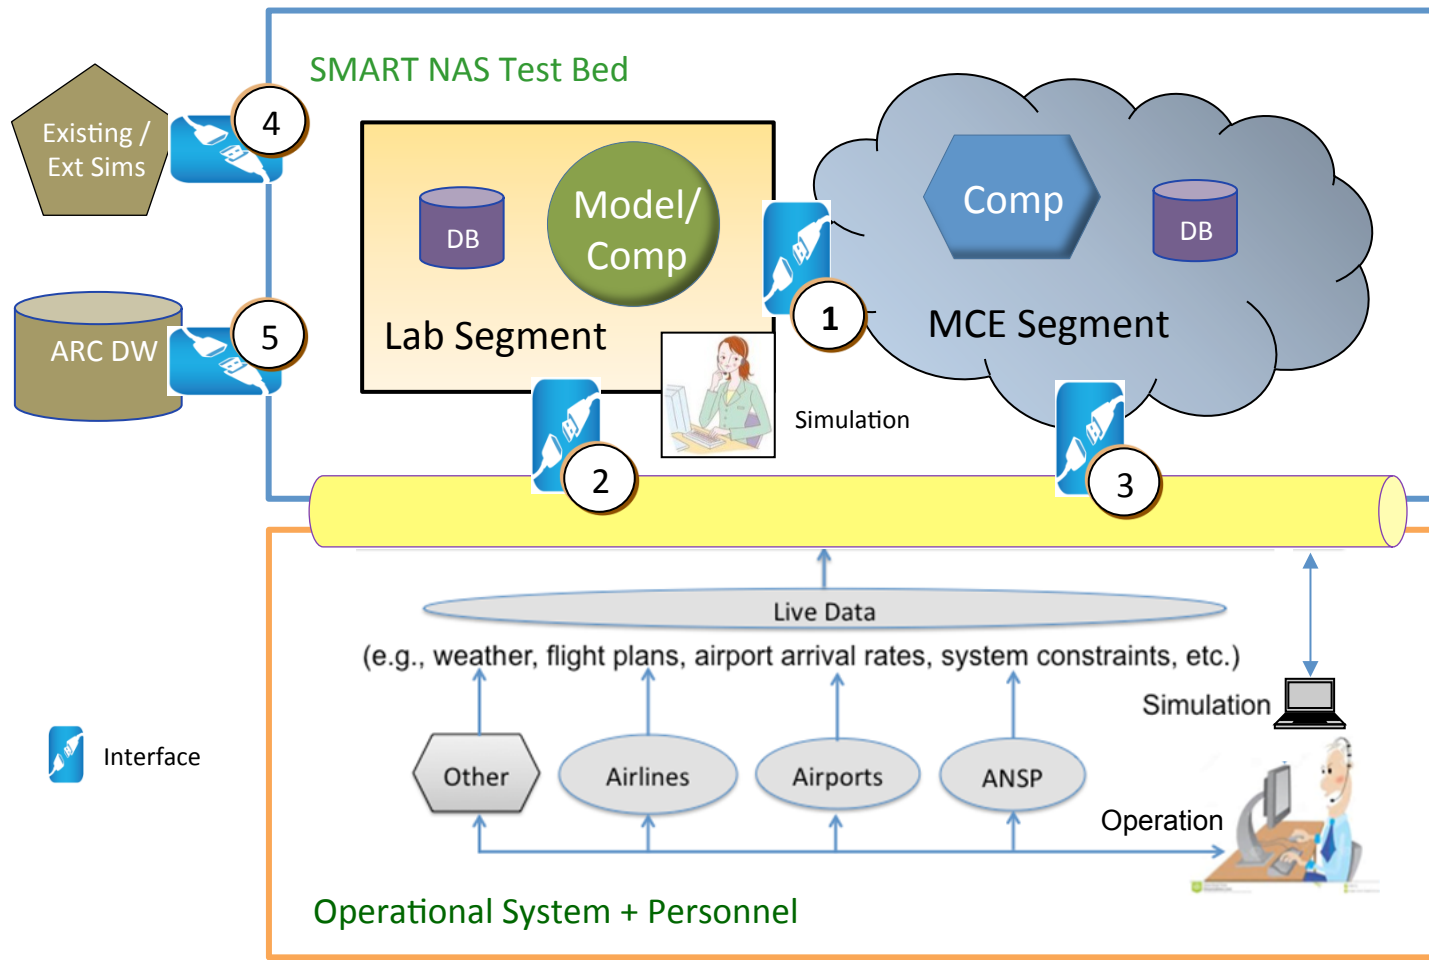 SMART NAS Test Bed
Existing /
Ext Sims
4
Model/
Comp
DB
Lab Segment
1
Comp
DB
MCE Segment
ARC DW
5
Simulation
2
3
Live Data
(e.g., weather, flight plans, airport arrival rates, system constraints, etc.)
Simulation
Interface
Other
Airlines
Airports
ANSP
Operation
Operational System + Personnel